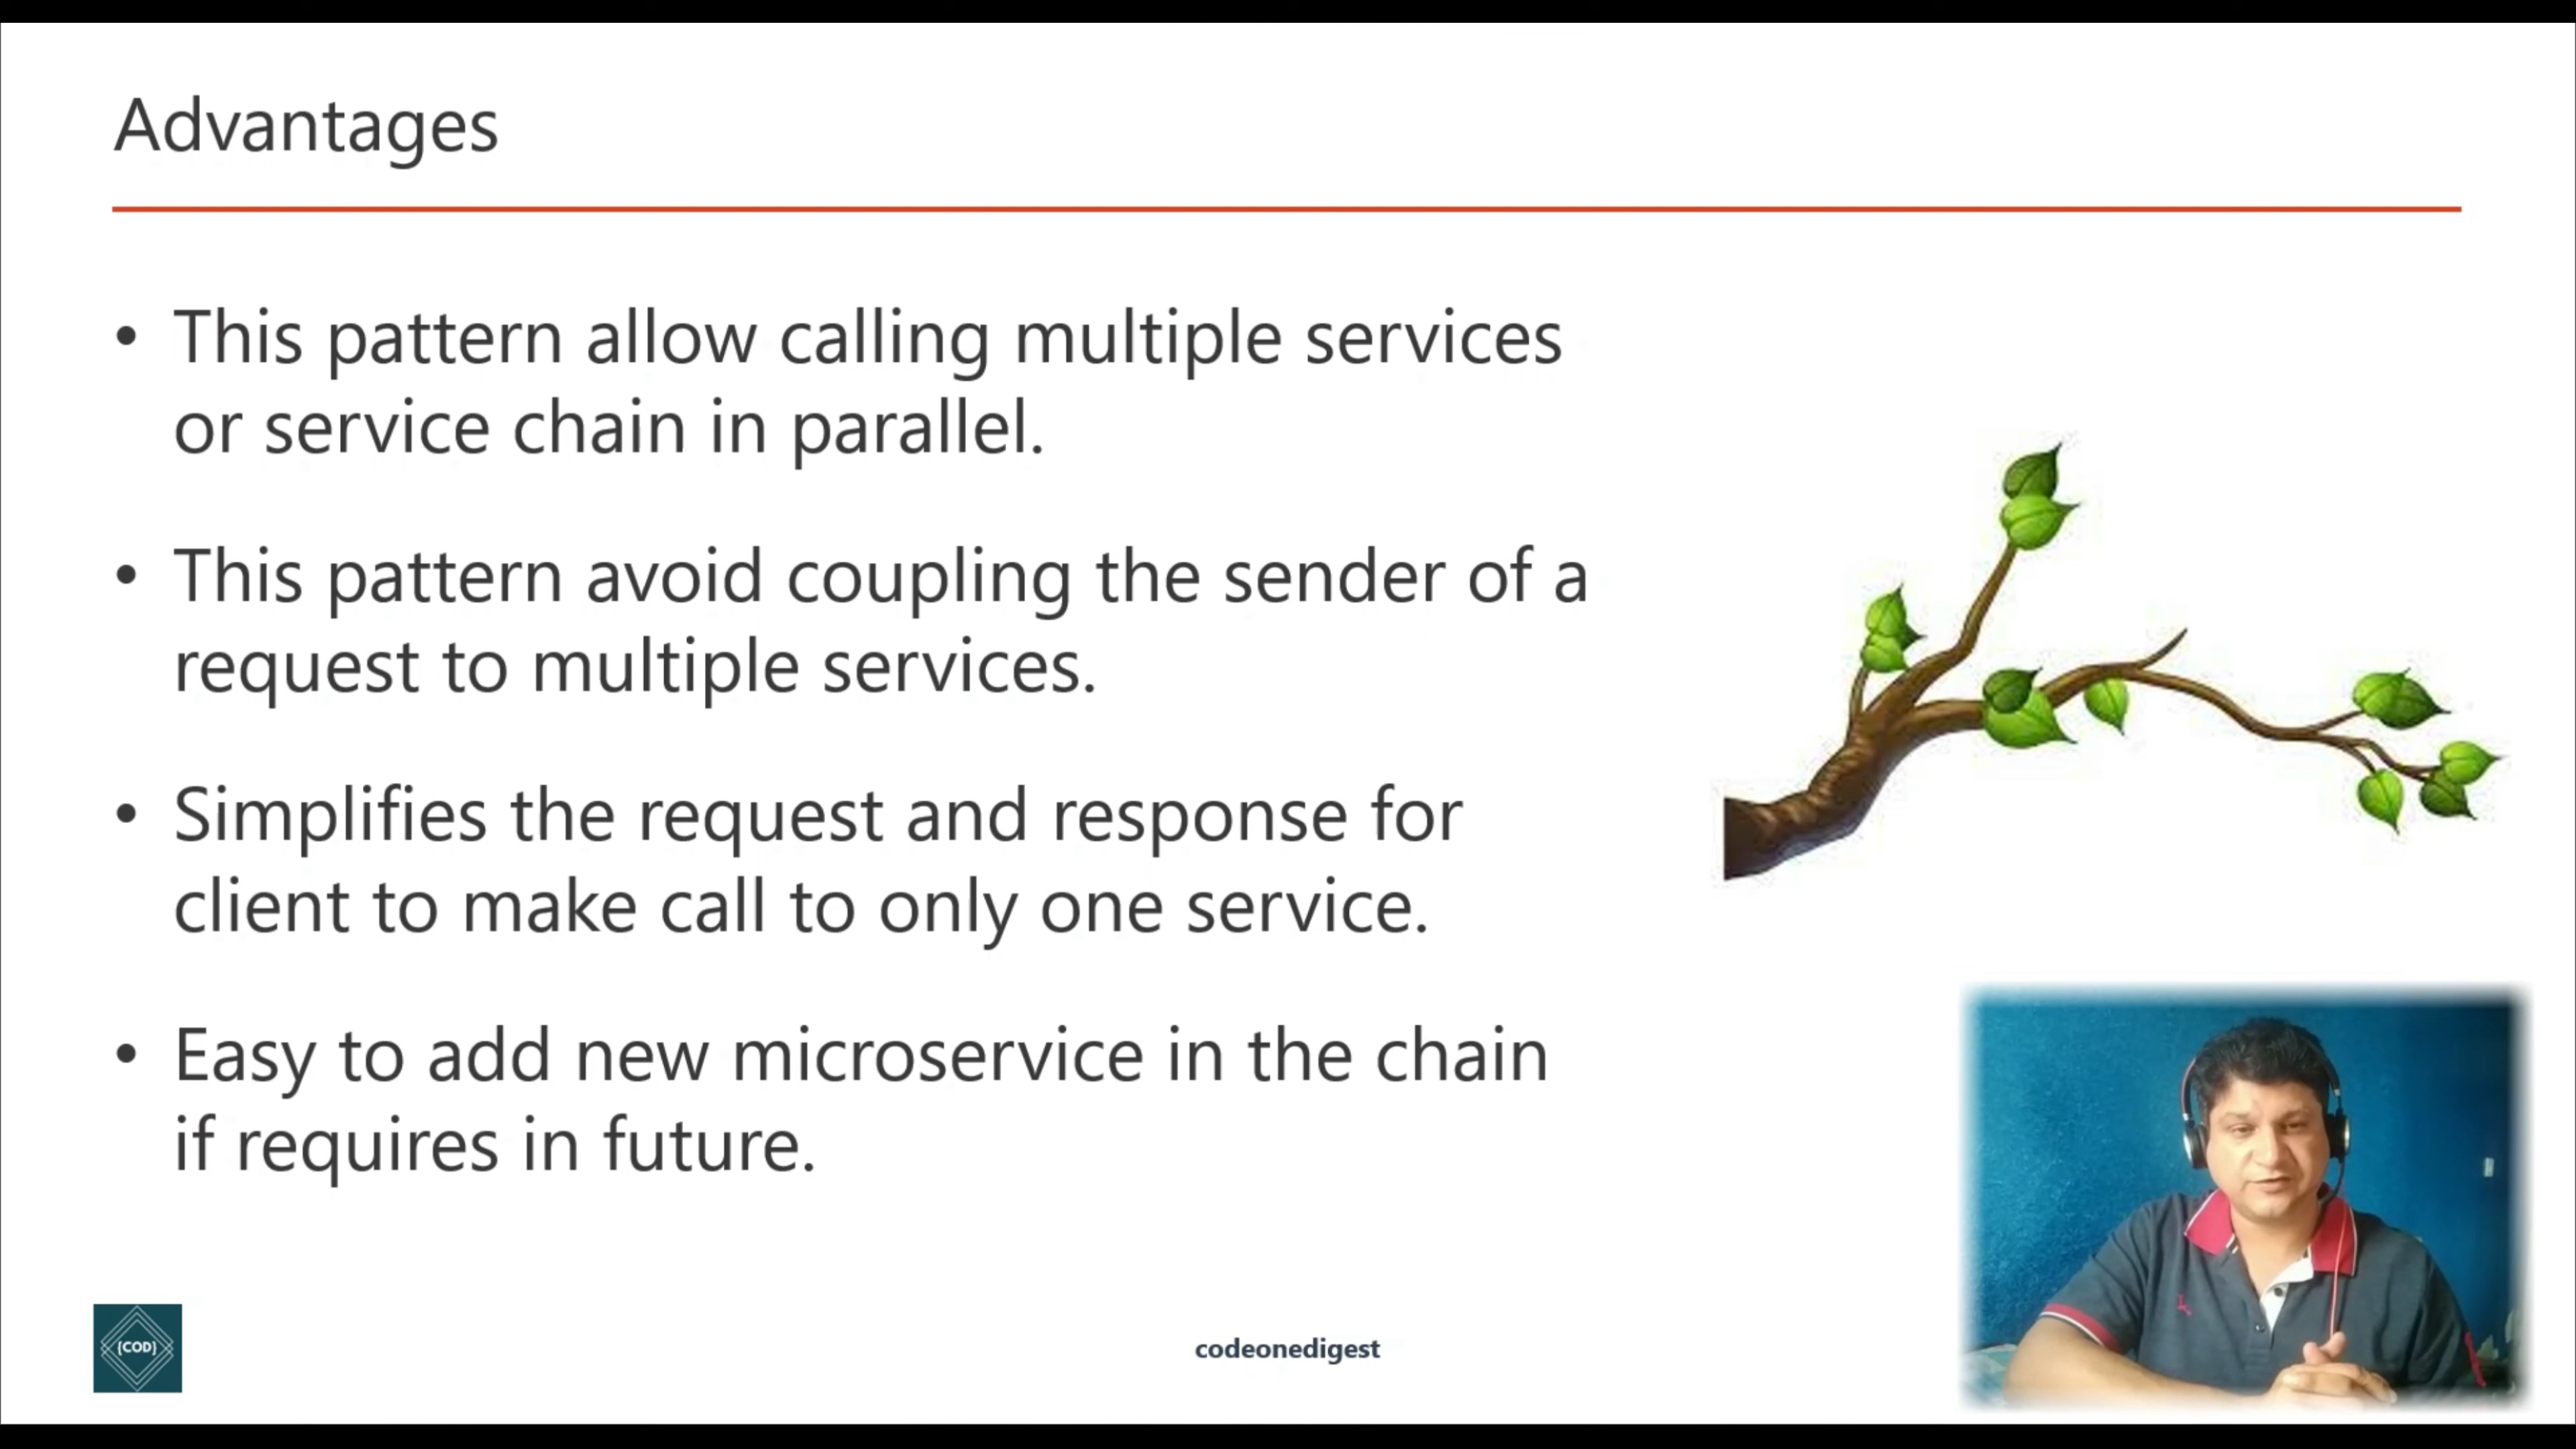 Advantages
• This pattern allow calling multiple services
or service chain in parallel.
• This pattern avoid coupling the sender of a
request to multiple services.
• Simplifies the request and response for
client to make call to only one service.
• Easy to add new microservice in the chain
if requires in future.
{COD}
codeonedigest